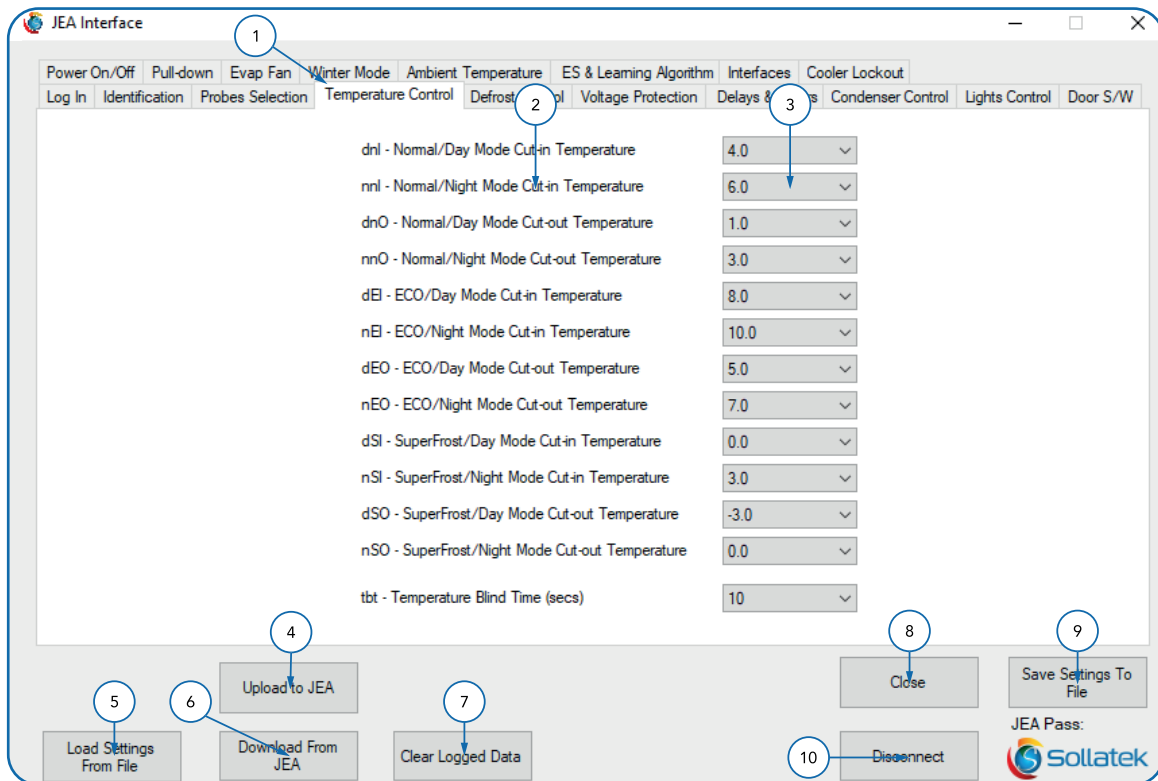 JEA Interface
1
Power On/Off Pull-down Evap Fan Winter Mode Ambient Temperature ES & Learning Algorithm Interfaces Cooler Lockout
Log In Identification Probes Selection Temperature Control Defrost Voltage Protection Delays & Condenser Control Lights Control Door S/W
2
3
dnI - Normal/Day Mode Cut-in Temperature 4.0
nnI - Normal/Night Mode Cut-in Temperature 6.0
dnO - Normal/Day Mode Cut-out Temperature 1.0
nnO - Normal/Night Mode Cut-out Temperature 3.0
dEI - ECO/Day Mode Cut-in Temperature 8.0
nEI - ECO/Night Mode Cut-in Temperature 10.0
dEO - ECO/Day Mode Cut-out Temperature 5.0
nEO - ECO/Night Mode Cut-out Temperature 7.0
dSI - SuperFrost/Day Mode Cut-in Temperature 0.0
nSI - SuperFrost/Night Mode Cut-in Temperature 3.0
dSO - SuperFrost/Day Mode Cut-out Temperature -3.0
nSO - SuperFrost/Night Mode Cut-out Temperature 0.0
tbt - Temperature Blind Time (secs) 10
4
8
9
Upload to JEA
Close
Save Settings To
File
5
6
7
10
JEA Pass:
Load Settings
From File
Download From
JEA
Clear Logged Data
Disconnect
Sollatek